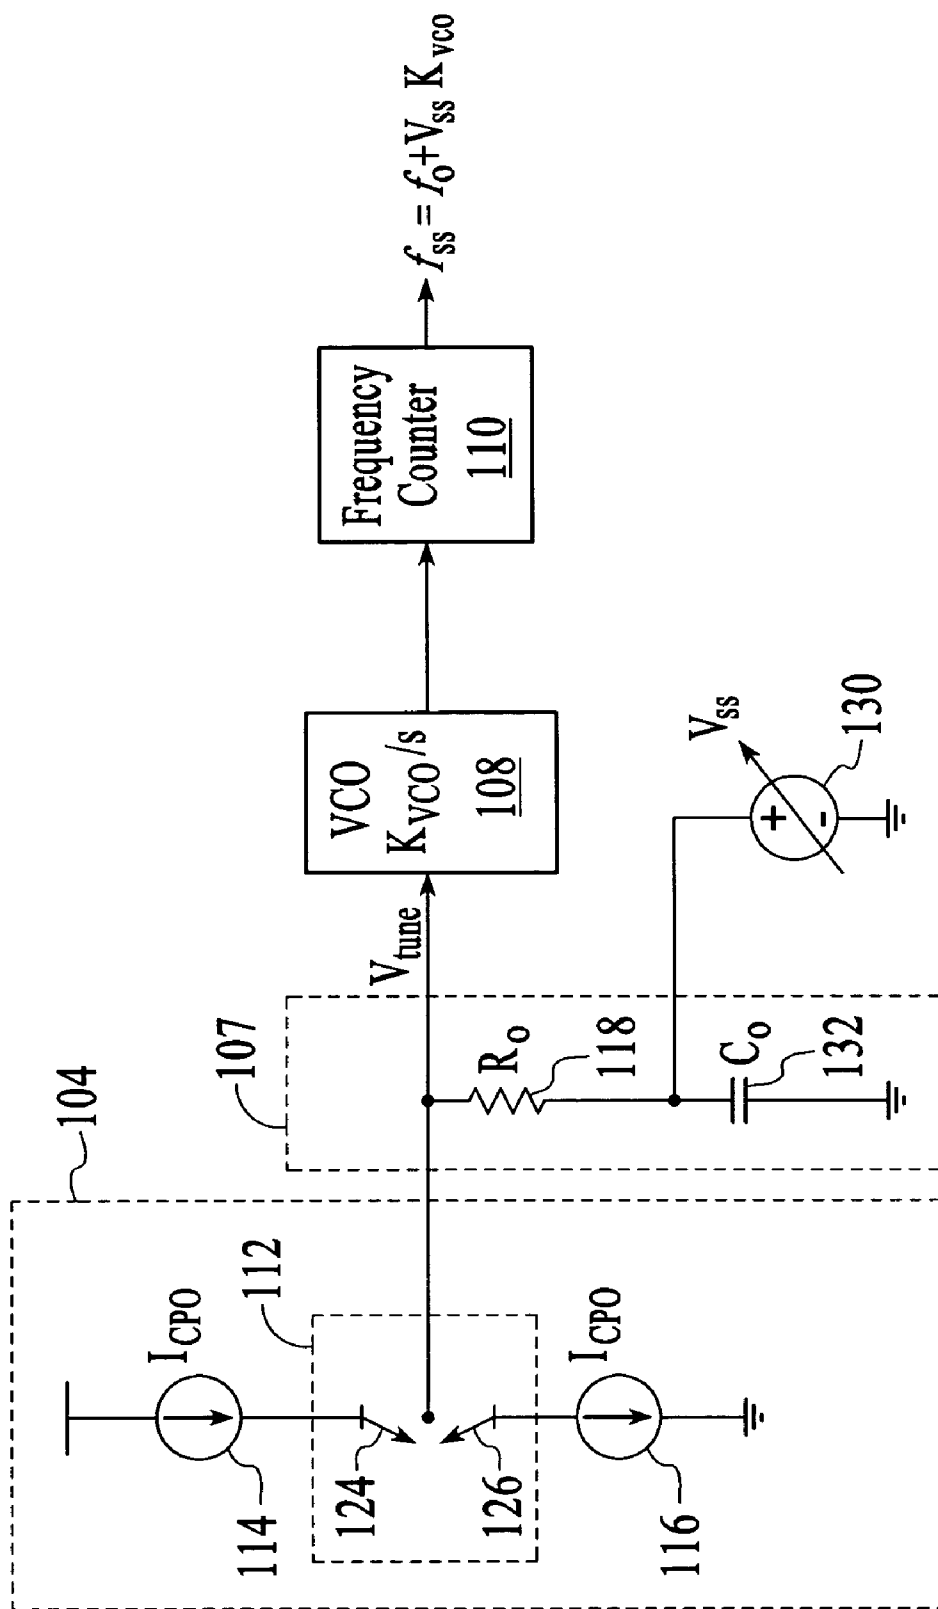 104
107
112
114
I_CPO
124
126
I_CPO
116
V_tune
R_o
118
C_o
132
VCO
K_VCO/s
108
Frequency
Counter
110
f_ss = f_o + V_ss K_vco
V_ss
+
-
130